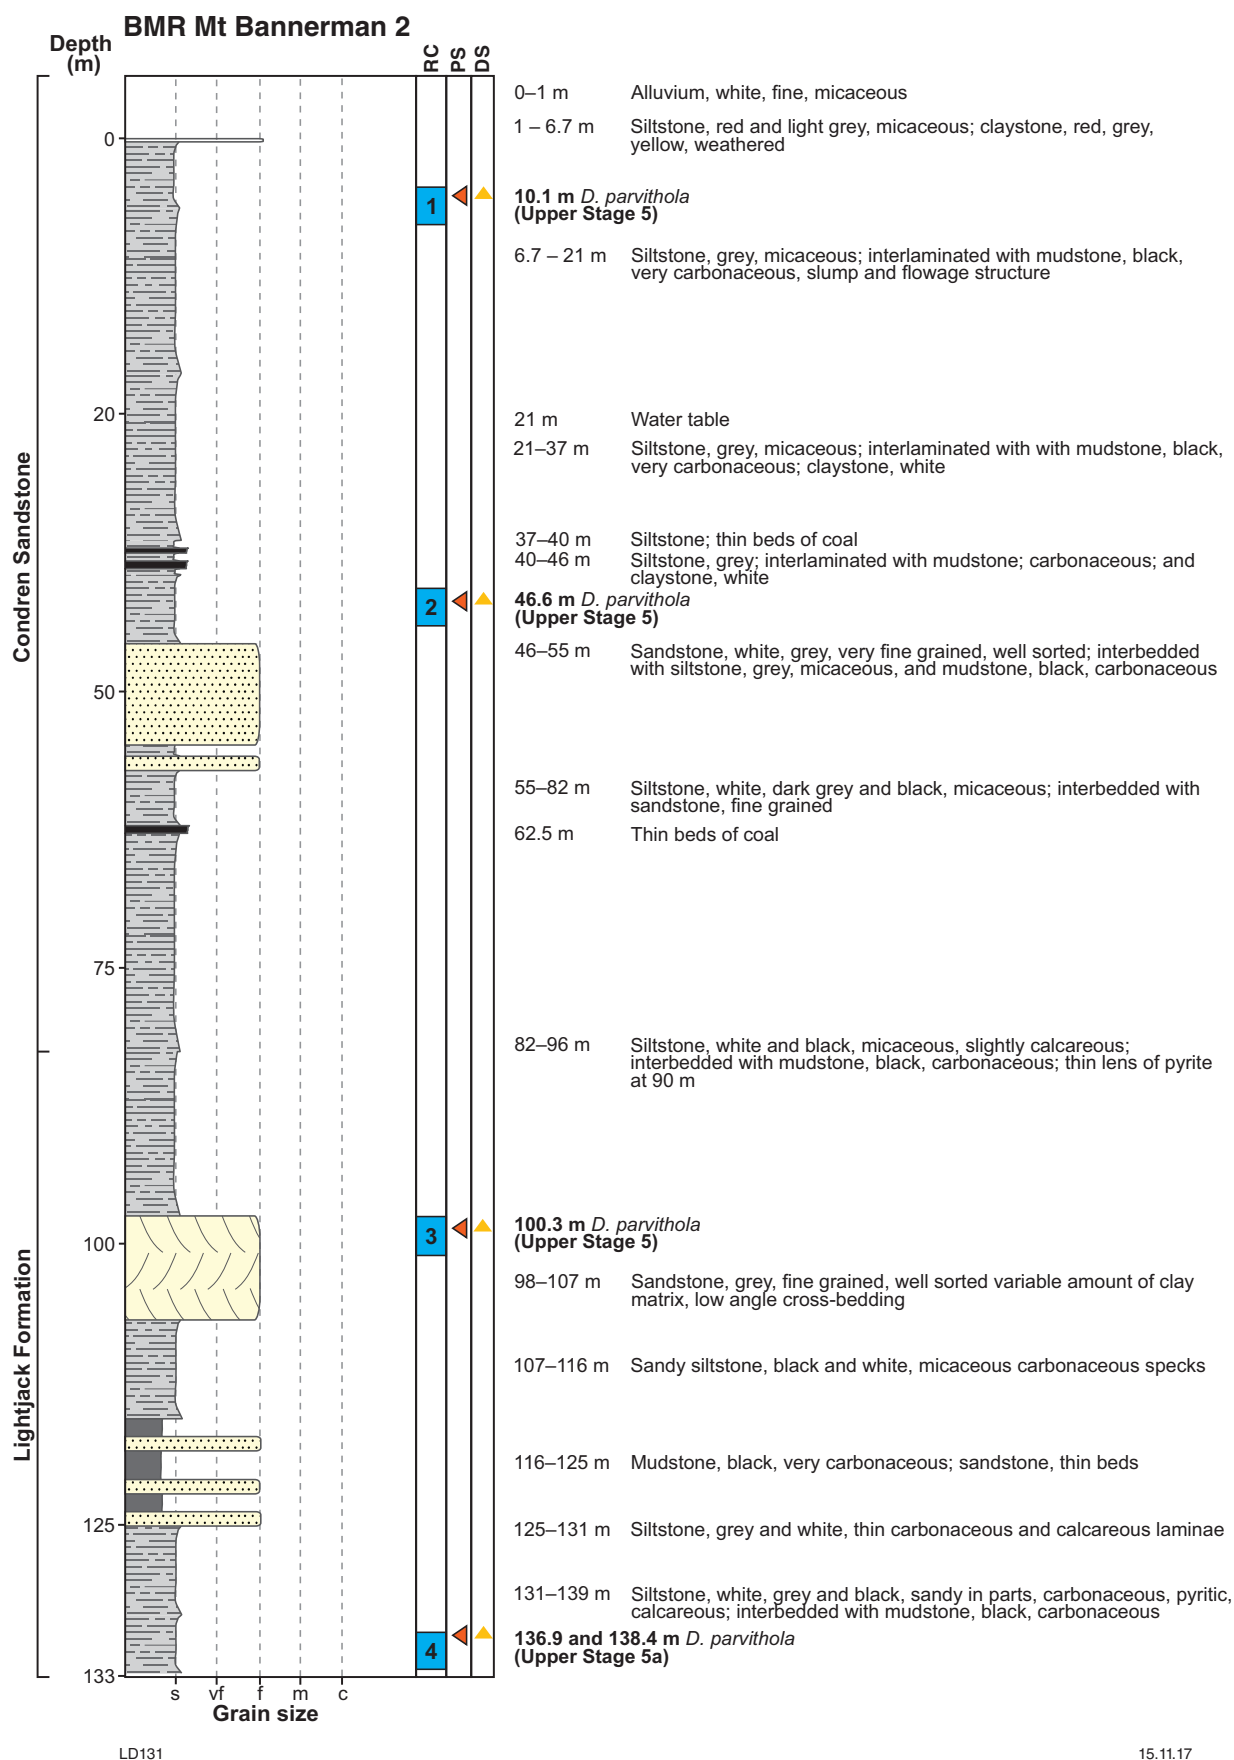 BMR Mt Bannerman 2
Depth
(m)
RC
PS
DS
0–1 m Alluvium, white, fine, micaceous
1 – 6.7 m Siltstone, red and light grey, micaceous; claystone, red, grey,
yellow, weathered
0
1
10.1 m D. parvithola
(Upper Stage 5)
6.7 – 21 m Siltstone, grey, micaceous; interlaminated with mudstone, black,
very carbonaceous, slump and flowage structure
20
21 m Water table
21–37 m Siltstone, grey, micaceous; interlaminated with with mudstone, black,
very carbonaceous; claystone, white
Condren Sandstone
37–40 m Siltstone; thin beds of coal
40–46 m Siltstone, grey; interlaminated with mudstone; carbonaceous; and
claystone, white
2
46.6 m D. parvithola
(Upper Stage 5)
46–55 m Sandstone, white, grey, very fine grained, well sorted; interbedded
with siltstone, grey, micaceous, and mudstone, black, carbonaceous
50
55–82 m Siltstone, white, dark grey and black, micaceous; interbedded with
sandstone, fine grained
62.5 m Thin beds of coal
75
82–96 m Siltstone, white and black, micaceous, slightly calcareous;
interbedded with mudstone, black, carbonaceous; thin lens of pyrite
at 90 m
3
100.3 m D. parvithola
(Upper Stage 5)
100
98–107 m Sandstone, grey, fine grained, well sorted variable amount of clay
matrix, low angle cross-bedding
Lightjack Formation
107–116 m Sandy siltstone, black and white, micaceous carbonaceous specks
116–125 m Mudstone, black, very carbonaceous; sandstone, thin beds
125
125–131 m Siltstone, grey and white, thin carbonaceous and calcareous laminae
131–139 m Siltstone, white, grey and black, sandy in parts, carbonaceous, pyritic,
calcareous; interbedded with mudstone, black, carbonaceous
4
136.9 and 138.4 m D. parvithola
(Upper Stage 5a)
133
s vf f m c
Grain size
LD131
15.11.17